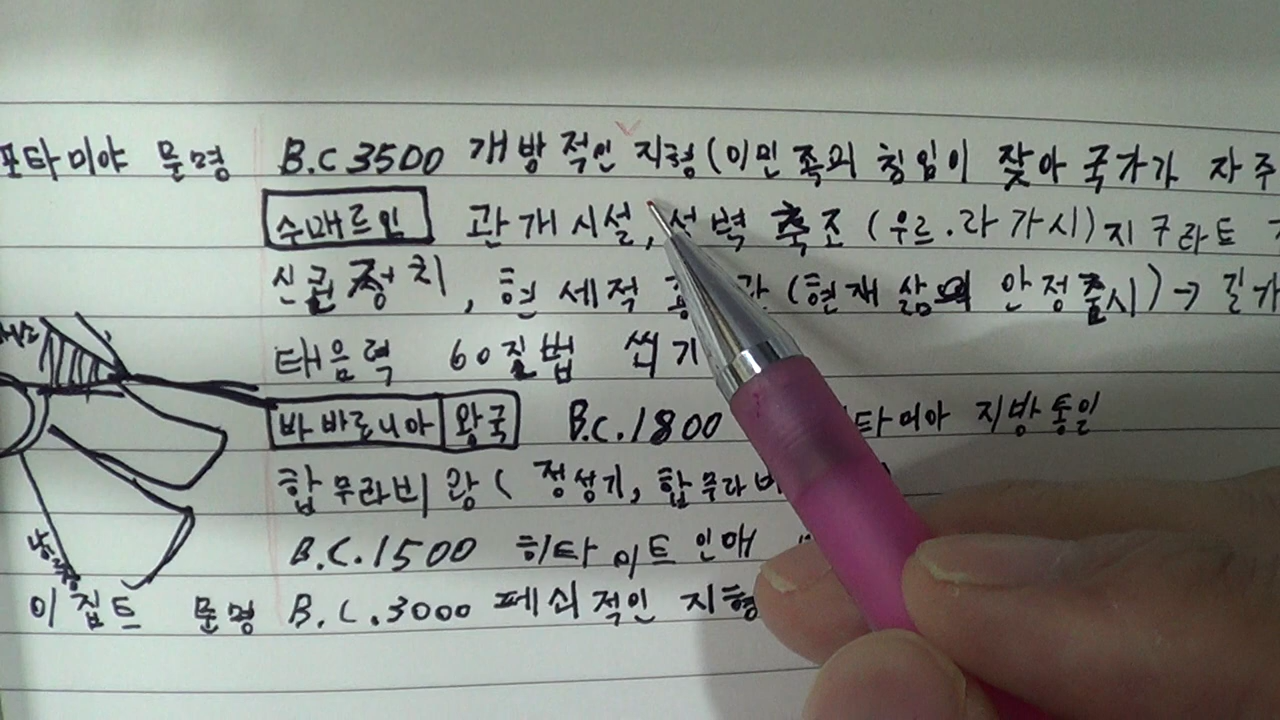 포타미야 문명 B.C 3500 개방적인 지형(이민족의 침입이 잦아 국가가 자주
수메르인 관개시설, 성벽 축조 (우르.라가시) 지구라트
신권정치, 현세적 (현재 삶의 안정중시) → 길가
태음력 60진법 쐐기
바빌로니아 왕국 B.C.1800 타미아 지방통일
함무라비 왕 ( 전성기, 함무라비
B.C.1500 히타이트인에
이집트 문명 B.C.3000 폐쇄적인 지형